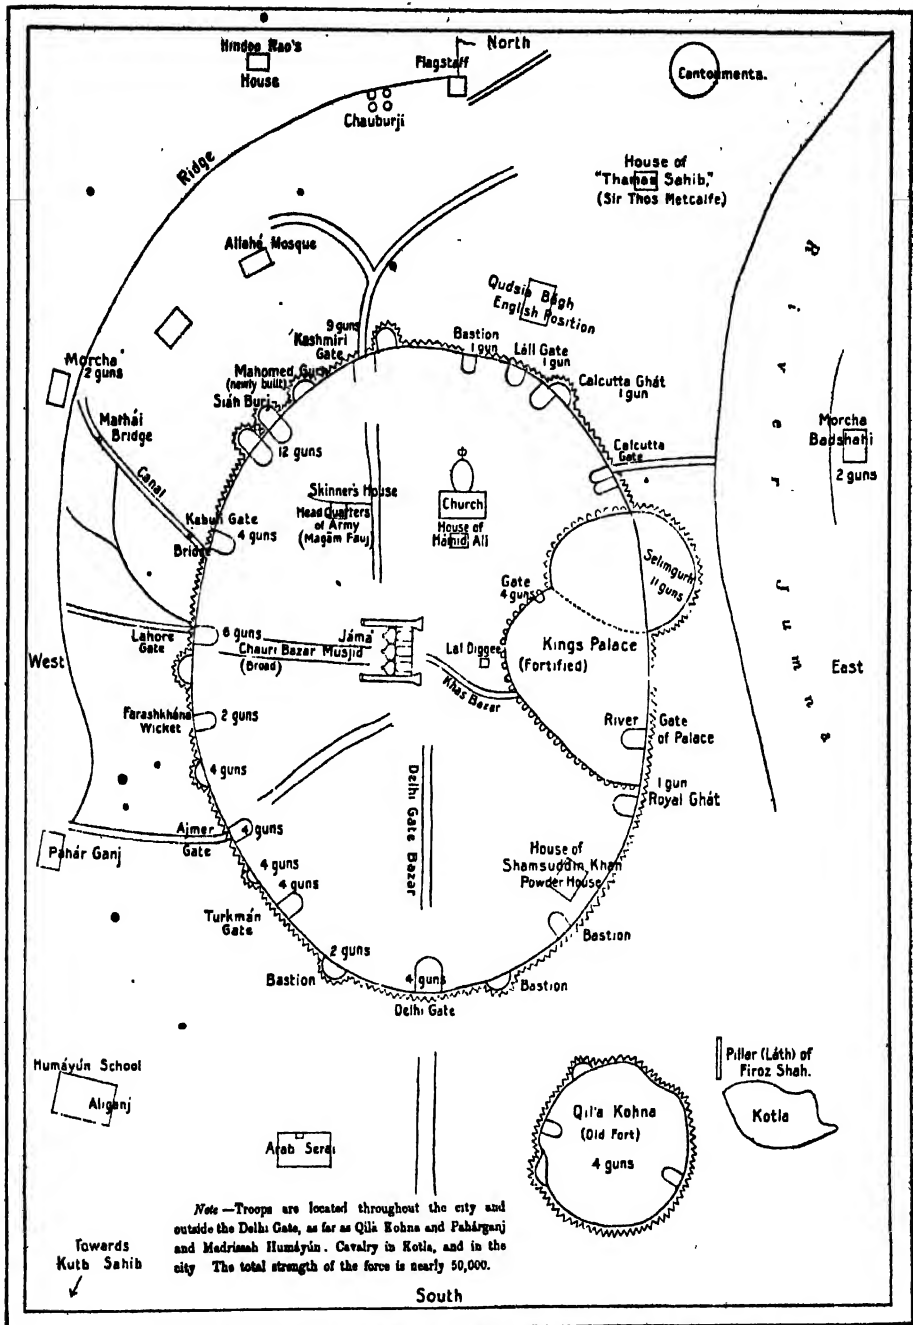 Hindoo Rao's
House
North
Flagstaff
Cantonments.
Chauburji
Ridge
House of
"Thamas Sahib,"
(Sir Thos Metcalfe)
Allahé Mosque
River Jumna
Qudsia Bágh
English Position
9 guns
Kashmiri
Gate
Bastion
1 gun
Láll Gate
1 gun
Morcha
2 guns
Mahomed Gurh
(newly built)
Siáh Burj
Calcutta Ghát
1 gun
Mathái
Bridge
Canal
12 guns
Calcutta
Gate
Morcha
Badshahi
2 guns
Skinner's House
Head Quarters
of Army
(Magám Fauj)
Church
House of
Hámid Ali
Kabuli Gate
4 guns
Bridge
Selimgurh
11 guns
Gate
4 guns
Lahore
Gate
6 guns
Chauri Bazar
(Broad)
Jáma
Musjid
Lal Diggee
Kings Palace
(Fortified)
Khas Bazar
West
East
Farashkhána
Wicket
2 guns
River Gate
of Palace
4 guns
1 gun
Royal Ghát
Delhi Gate Bazar
Ajmer
Gate
4 guns
Pahár Ganj
House of
Shamsuddin Khan
Powder House
4 guns
4 guns
Turkmán
Gate
Bastion
2 guns
Bastion
4 guns
Bastion
Delhi Gate
Humáyún School
Aliganj
Pillar (Láth) of
Firoz Shah.
Qil'a Kohna
(Old Fort)
4 guns
Kotla
Arab Serai
Note —Troops are located throughout the city and
outside the Delhi Gate, as far as Qilà Kohna and Pahárganj
and Madrissah Humáyún. Cavalry in Kotla, and in the
city The total strength of the force is nearly 50,000.
Towards
Kutb Sahib
South